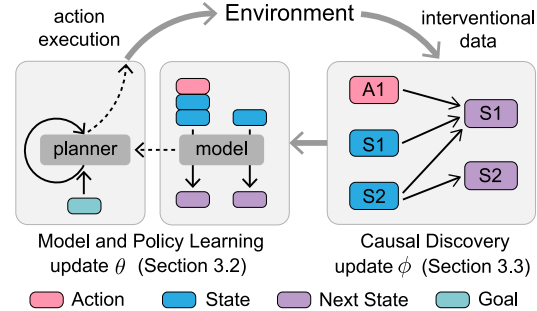 action
execution
Environment
interventional
data
planner
model
A1
S1
S2
S1
S2
Model and Policy Learning
update θ (Section 3.2)
Causal Discovery
update ϕ (Section 3.3)
Action
State
Next State
Goal